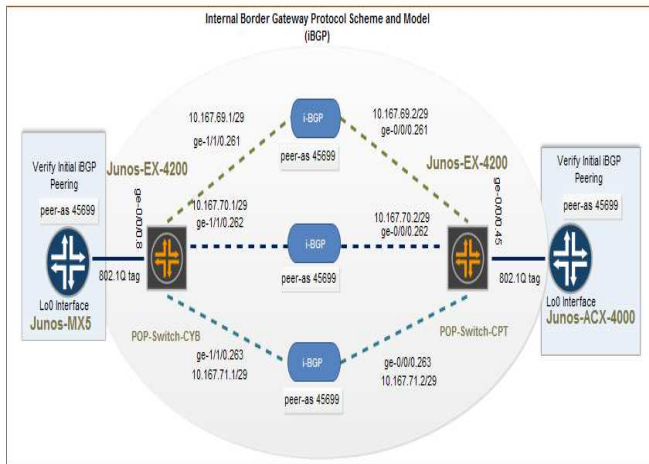 Internal Border Gateway Protocol Scheme and Model
(iBGP)
10.167.69.1/29
ge-1/1/0.261
i-BGP
peer-as 45699
10.167.69.2/29
ge-0/0/0.261
Verify Initial iBGP
Peering
peer-as 45699
Lo0 Interface
Junos-MX5
802.1Q tag
Junos-EX-4200
ge-0/0/0.8
POP-Switch-CYB
10.167.70.1/29
ge-1/1/0.262
i-BGP
peer-as 45699
10.167.70.2/29
ge-0/0/0.262
Junos-EX-4200
ge-0/0/0.45
POP-Switch-CPT
802.1Q tag
Verify Initial iBGP
Peering
peer-as 45699
Lo0 Interface
Junos-ACX-4000
ge-1/1/0.263
10.167.71.1/29
i-BGP
peer-as 45699
ge-0/0/0.263
10.167.71.2/29